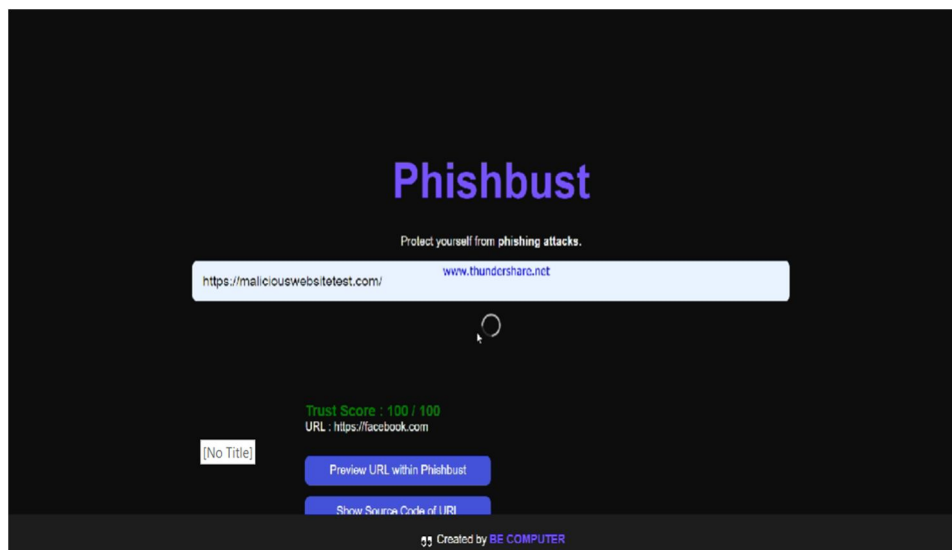 Phishbust
Protect yourself from phishing attacks.
www.thundershare.net
https://maliciouswebsitetest.com/
Trust Score : 100 / 100
URL : https://facebook.com
[No Title]
Preview URL within Phishbust
Show Source Code of URL
Created by BE COMPUTER